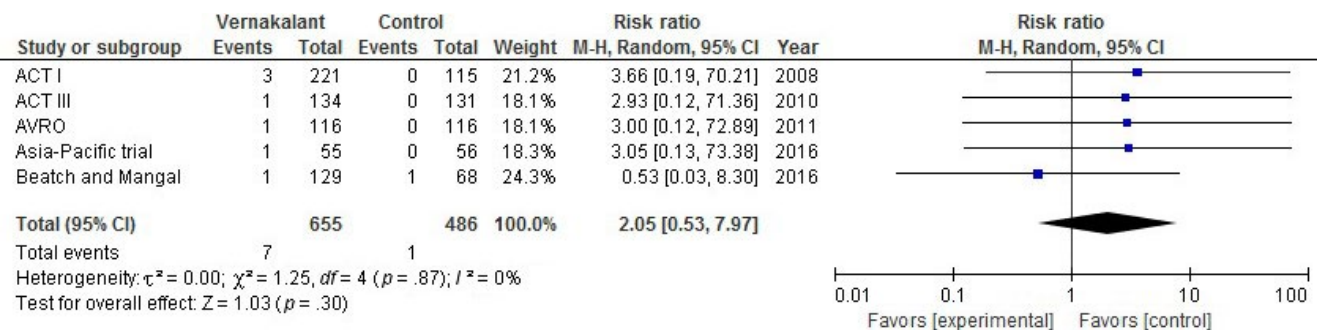 Vernakalant Control Risk ratio Risk ratio
Study or subgroup Events Total Events Total Weight M-H, Random, 95% CI Year M-H, Random, 95% CI
ACT I 3 221 0 115 21.2% 3.66 [0.19, 70.21] 2008
ACT III 1 134 0 131 18.1% 2.93 [0.12, 71.36] 2010
AVRO 1 116 0 116 18.1% 3.00 [0.12, 72.89] 2011
Asia-Pacific trial 1 55 0 56 18.3% 3.05 [0.13, 73.38] 2016
Beatch and Mangal 1 129 1 68 24.3% 0.53 [0.03, 8.30] 2016
Total (95% CI) 655 486 100.0% 2.05 [0.53, 7.97]
Total events 7 1
Heterogeneity: τ² = 0.00; χ² = 1.25, df = 4 (p = .87); I² = 0%
Test for overall effect: Z = 1.03 (p = .30)
0.01 0.1 1 10 100
Favors [experimental] Favors [control]